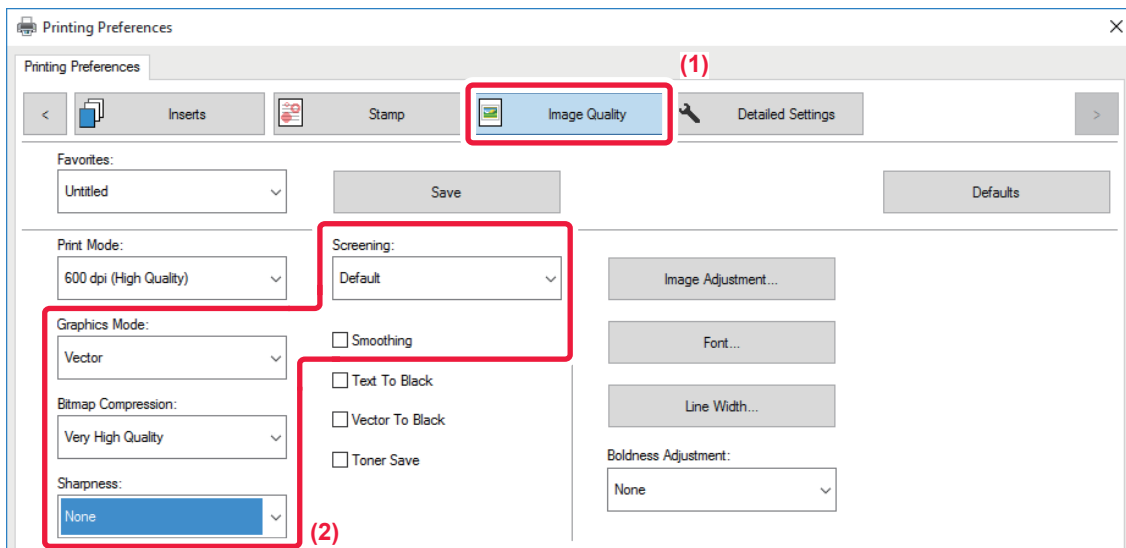 Printing Preferences
Printing Preferences
(1)
< Inserts Stamp Image Quality Detailed Settings >
Favorites:
Untitled Save Defaults
Print Mode: Screening:
600 dpi (High Quality) Default Image Adjustment...
Graphics Mode:
Vector Smoothing Font...
Text To Black
Bitmap Compression: Vector To Black Line Width...
Very High Quality
Toner Save Boldness Adjustment:
Sharpness:
None None
(2)